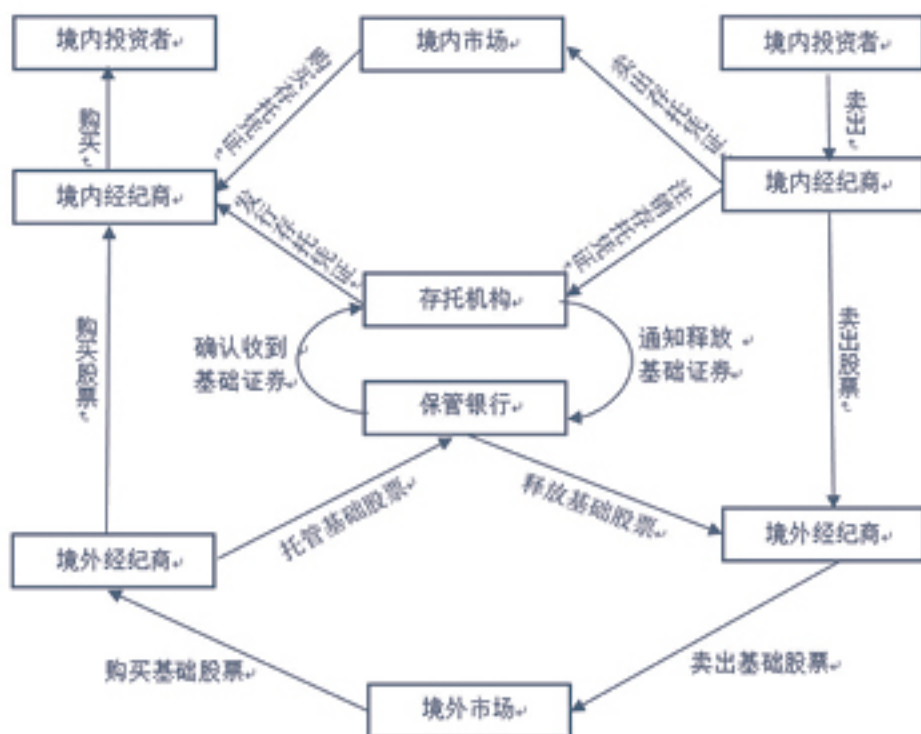 境内投资者
境内市场
境内投资者
购买
购买存托凭证
卖出存托凭证
卖出
境内经纪商
境内经纪商
发行存托凭证
注销存托凭证
存托机构
购买股票
确认收到
基础证券
通知释放
基础证券
卖出股票
保管银行
托管基础股票
释放基础股票
境外经纪商
境外经纪商
购买基础股票
卖出基础股票
境外市场